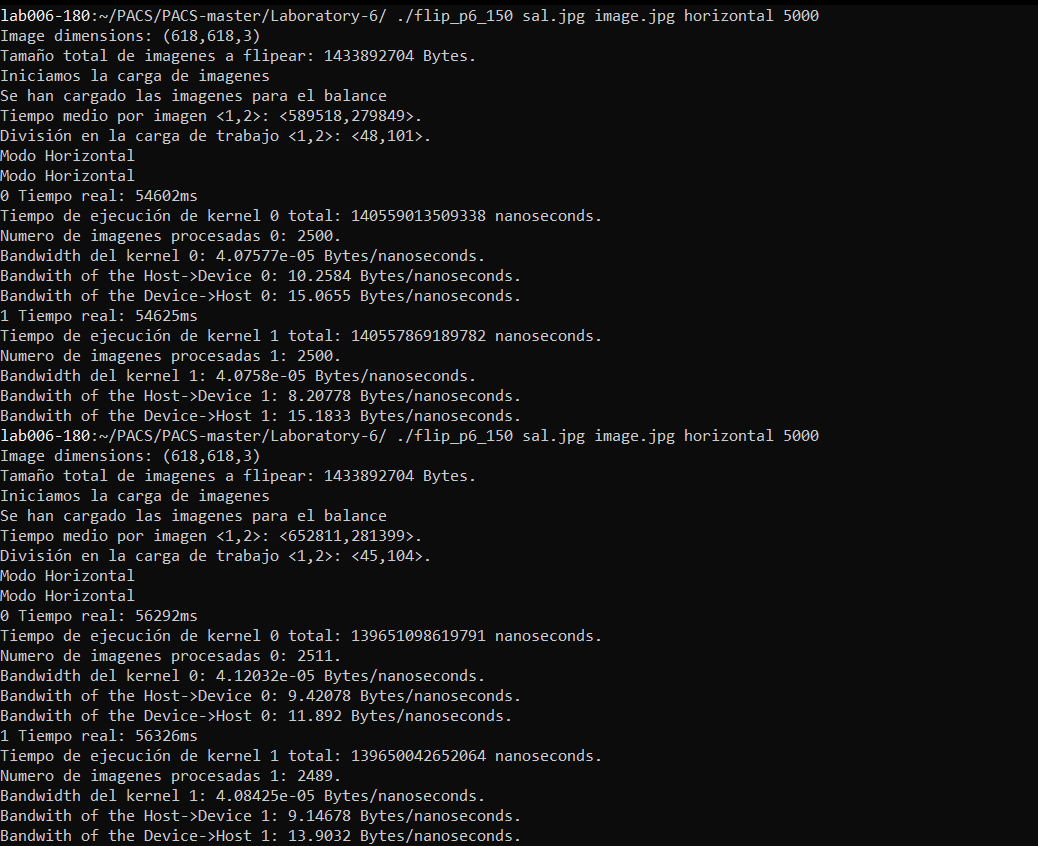 lab006-180:~/PACS/PACS-master/Laboratory-6/ ./flip_p6_150 sal.jpg image.jpg horizontal 5000
Image dimensions: (618,618,3)
Tamaño total de imagenes a flipear: 1433892704 Bytes.
Iniciamos la carga de imagenes
Se han cargado las imagenes para el balance
Tiempo medio por imagen <1,2>: <589518,279849>.
División en la carga de trabajo <1,2>: <48,101>.
Modo Horizontal
Modo Horizontal
0 Tiempo real: 54602ms
Tiempo de ejecución de kernel 0 total: 140559013509338 nanoseconds.
Numero de imagenes procesadas 0: 2500.
Bandwidth del kernel 0: 4.07577e-05 Bytes/nanoseconds.
Bandwith of the Host->Device 0: 10.2584 Bytes/nanoseconds.
Bandwith of the Device->Host 0: 15.0655 Bytes/nanoseconds.
1 Tiempo real: 54625ms
Tiempo de ejecución de kernel 1 total: 140557869189782 nanoseconds.
Numero de imagenes procesadas 1: 2500.
Bandwidth del kernel 1: 4.0758e-05 Bytes/nanoseconds.
Bandwith of the Host->Device 1: 8.20778 Bytes/nanoseconds.
Bandwith of the Device->Host 1: 15.1833 Bytes/nanoseconds.
lab006-180:~/PACS/PACS-master/Laboratory-6/ ./flip_p6_150 sal.jpg image.jpg horizontal 5000
Image dimensions: (618,618,3)
Tamaño total de imagenes a flipear: 1433892704 Bytes.
Iniciamos la carga de imagenes
Se han cargado las imagenes para el balance
Tiempo medio por imagen <1,2>: <652811,281399>.
División en la carga de trabajo <1,2>: <45,104>.
Modo Horizontal
Modo Horizontal
0 Tiempo real: 56292ms
Tiempo de ejecución de kernel 0 total: 139651098619791 nanoseconds.
Numero de imagenes procesadas 0: 2511.
Bandwidth del kernel 0: 4.12032e-05 Bytes/nanoseconds.
Bandwith of the Host->Device 0: 9.42078 Bytes/nanoseconds.
Bandwith of the Device->Host 0: 11.892 Bytes/nanoseconds.
1 Tiempo real: 56326ms
Tiempo de ejecución de kernel 1 total: 139650042652064 nanoseconds.
Numero de imagenes procesadas 1: 2489.
Bandwidth del kernel 1: 4.08425e-05 Bytes/nanoseconds.
Bandwith of the Host->Device 1: 9.14678 Bytes/nanoseconds.
Bandwith of the Device->Host 1: 13.9032 Bytes/nanoseconds.